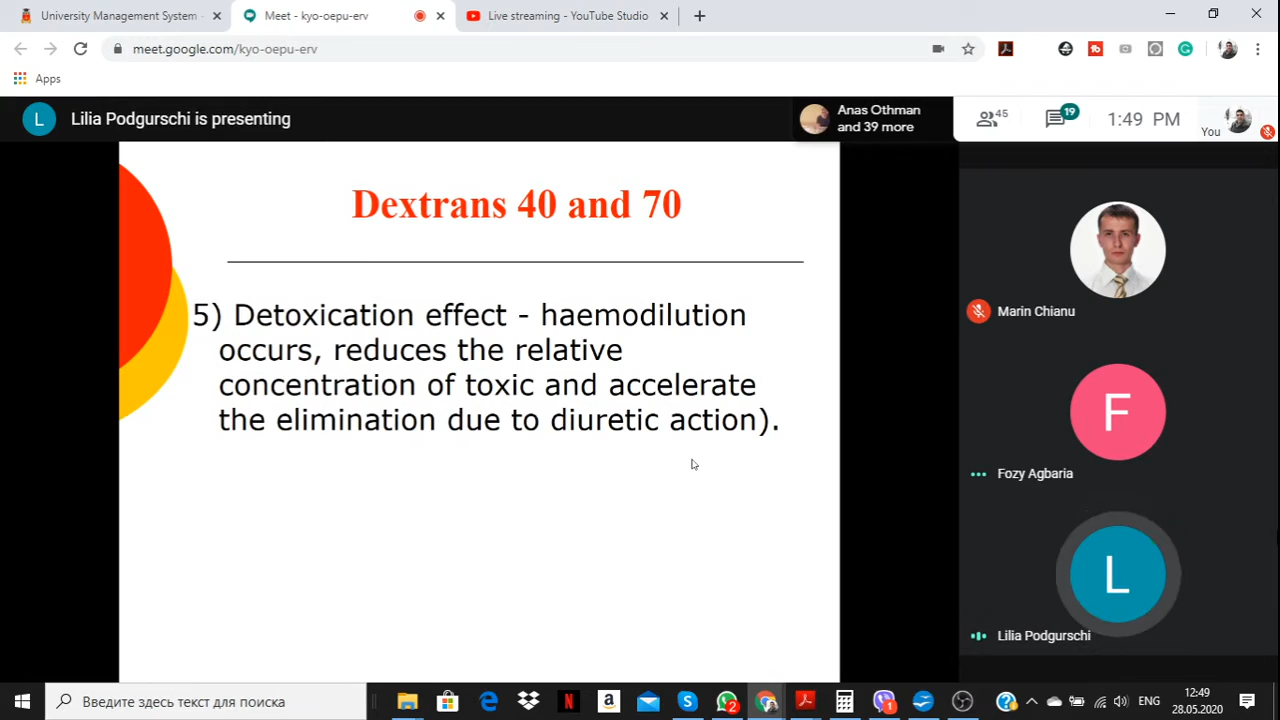 University Management System -
Meet - kyo-oepu-erv
Live streaming - YouTube Studio
meet.google.com/kyo-oepu-erv
Apps
L
Lilia Podgurschi is presenting
Anas Othman
and 39 more
45
19
1:49 PM
You
Dextrans 40 and 70
5) Detoxication effect - haemodilution
occurs, reduces the relative
concentration of toxic and accelerate
the elimination due to diuretic action).
Marin Chianu
F
Fozy Agbaria
L
Lilia Podgurschi
Введите здесь текст для поиска
2
1
ENG
12:49
28.05.2020